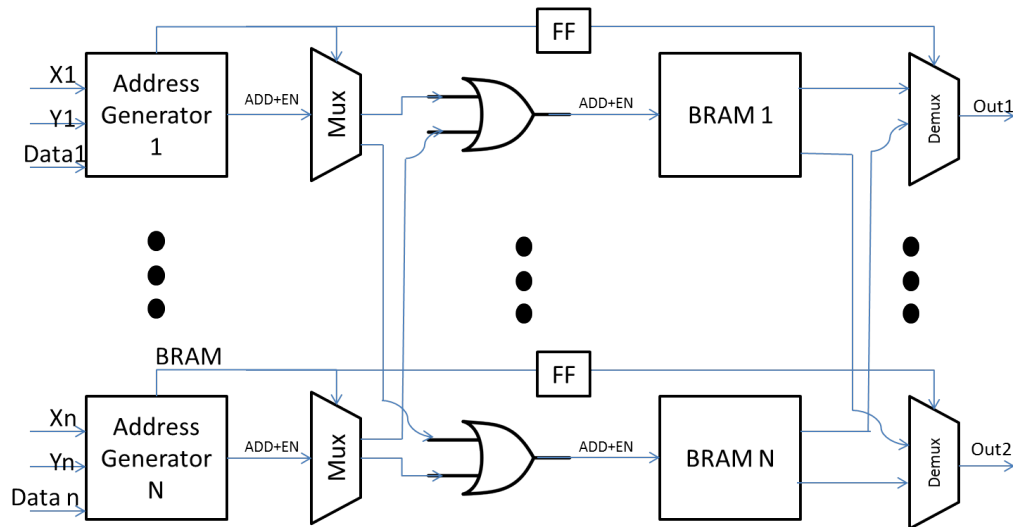 FF
X1
Y1
Data1
Address
Generator
1
ADD+EN
Mux
ADD+EN
BRAM 1
Demux
Out1
BRAM
FF
Xn
Yn
Data n
Address
Generator
N
ADD+EN
Mux
ADD+EN
BRAM N
Demux
Out2